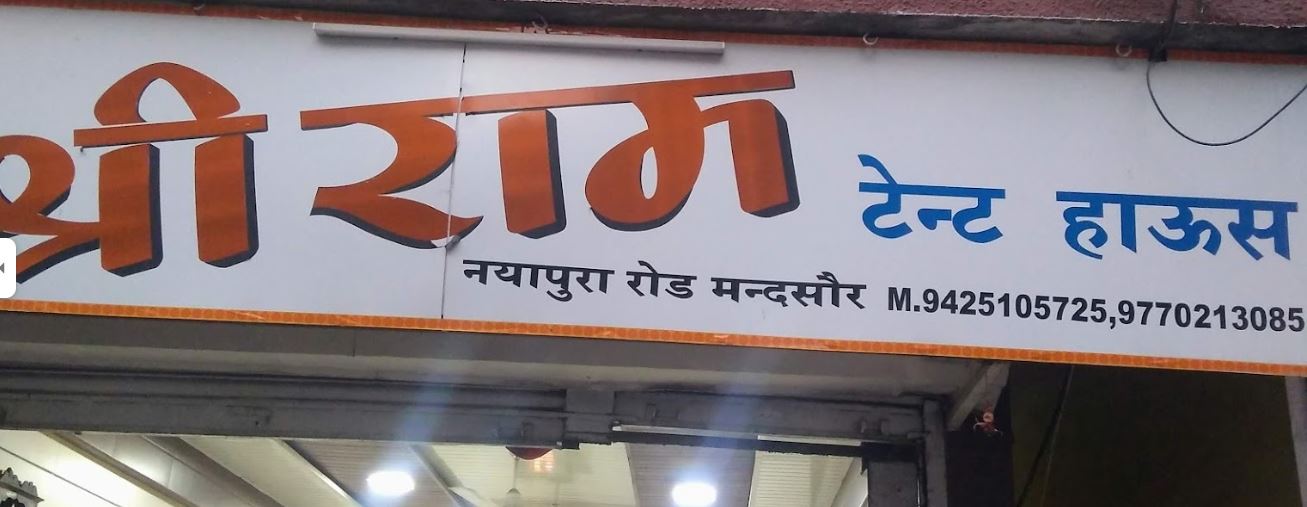 श्री राम टेन्ट हाऊस
नयापुरा रोड मन्दसौर M.9425105725,9770213085